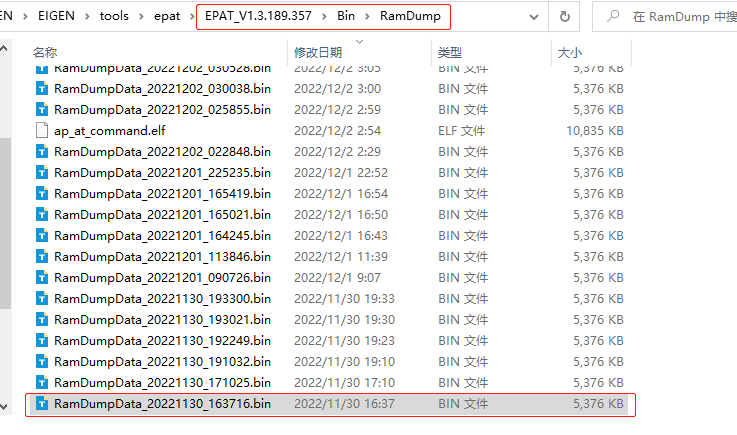 EN › EIGEN › tools › epat › EPAT_V1.3.189.357 › Bin › RamDump 在 RamDump 中搜
名称 修改日期 类型 大小
RamDumpData_20221202_030528.bin 2022/12/2 3:05 BIN 文件 5,376 KB
RamDumpData_20221202_030038.bin 2022/12/2 3:00 BIN 文件 5,376 KB
RamDumpData_20221202_025855.bin 2022/12/2 2:59 BIN 文件 5,376 KB
ap_at_command.elf 2022/12/2 2:54 ELF 文件 10,835 KB
RamDumpData_20221202_022848.bin 2022/12/2 2:29 BIN 文件 5,376 KB
RamDumpData_20221201_225235.bin 2022/12/1 22:52 BIN 文件 5,376 KB
RamDumpData_20221201_165419.bin 2022/12/1 16:54 BIN 文件 5,376 KB
RamDumpData_20221201_165021.bin 2022/12/1 16:50 BIN 文件 5,376 KB
RamDumpData_20221201_164245.bin 2022/12/1 16:43 BIN 文件 5,376 KB
RamDumpData_20221201_113846.bin 2022/12/1 11:39 BIN 文件 5,376 KB
RamDumpData_20221201_090726.bin 2022/12/1 9:07 BIN 文件 5,376 KB
RamDumpData_20221130_193300.bin 2022/11/30 19:33 BIN 文件 5,376 KB
RamDumpData_20221130_193021.bin 2022/11/30 19:30 BIN 文件 5,376 KB
RamDumpData_20221130_192249.bin 2022/11/30 19:23 BIN 文件 5,376 KB
RamDumpData_20221130_191032.bin 2022/11/30 19:10 BIN 文件 5,376 KB
RamDumpData_20221130_171025.bin 2022/11/30 17:10 BIN 文件 5,376 KB
RamDumpData_20221130_163716.bin 2022/11/30 16:37 BIN 文件 5,376 KB